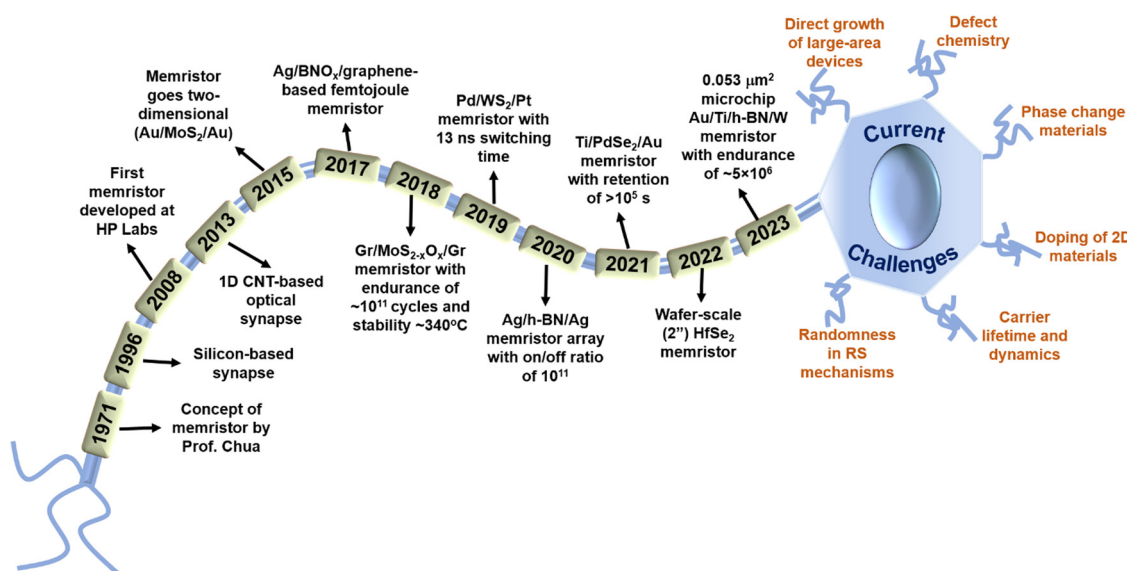 1971
Concept of
memristor by
Prof. Chua
1996
Silicon-based
synapse
2008
First
memristor
developed at
HP Labs
2013
1D CNT-based
optical
synapse
2015
Memristor
goes two-
dimensional
(Au/MoS₂/Au)
2017
Ag/BNOₓ/graphene-
based femtojoule
memristor
2018
Gr/MoS₂₋ₓOₓ/Gr
memristor with
endurance of
~10¹¹ cycles and
stability ~340ºC
2019
Pd/WS₂/Pt
memristor with
13 ns switching
time
2020
Ag/h-BN/Ag
memristor array
with on/off ratio
of 10¹¹
2021
Ti/PdSe₂/Au
memristor
with retention
of >10⁵ s
2022
Wafer-scale
(2”) HfSe₂
memristor
2023
0.053 µm²
microchip
Au/Ti/h-BN/W
memristor
with endurance
of ~5×10⁶
Current
Challenges
Direct growth
of large-area
devices
Defect
chemistry
Phase change
materials
Doping of 2D
materials
Carrier
lifetime and
dynamics
Randomness
in RS
mechanisms